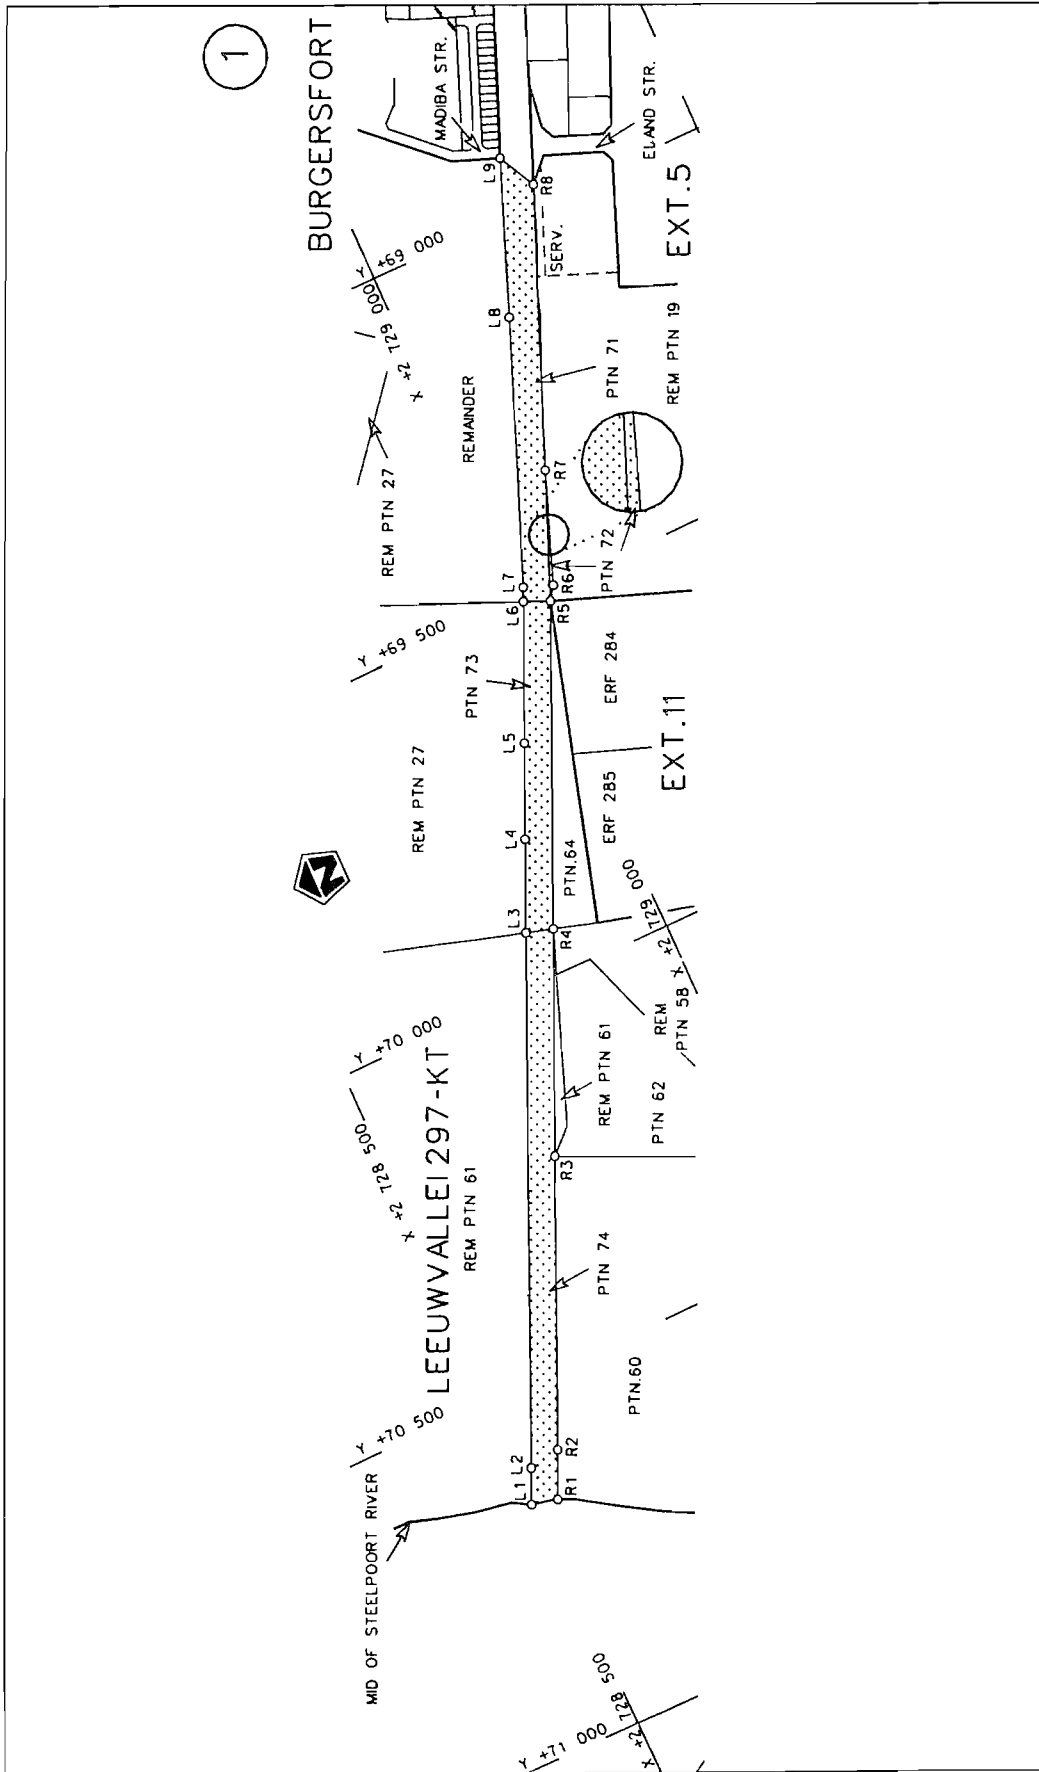 1
BURGERSFORT
MADIBA STR.
ELAND STR.
L9
R8
EXT.5
SERV.
Y +69 000
X +2 729 000
L8
REM PTN 27
REMAINDER
PTN 71
REM PTN 19
R7
L7
L6
R6
R5
PTN 72
Y +69 500
PTN 73
ERF 284
L5
REM PTN 27
EXT.11
ERF 285
L4
PTN.64
N
L3
R4
X +2 729 000
REM
PTN 58
Y +70 000
X +2 728 500
REM PTN 61
PTN 62
LEEUWVALLEI 297-KT
REM PTN 61
R3
PTN 74
PTN.60
Y +70 500
L2
L1
R2
R1
MID OF STEELPOORT RIVER
Y +71 000
X +2 728 500